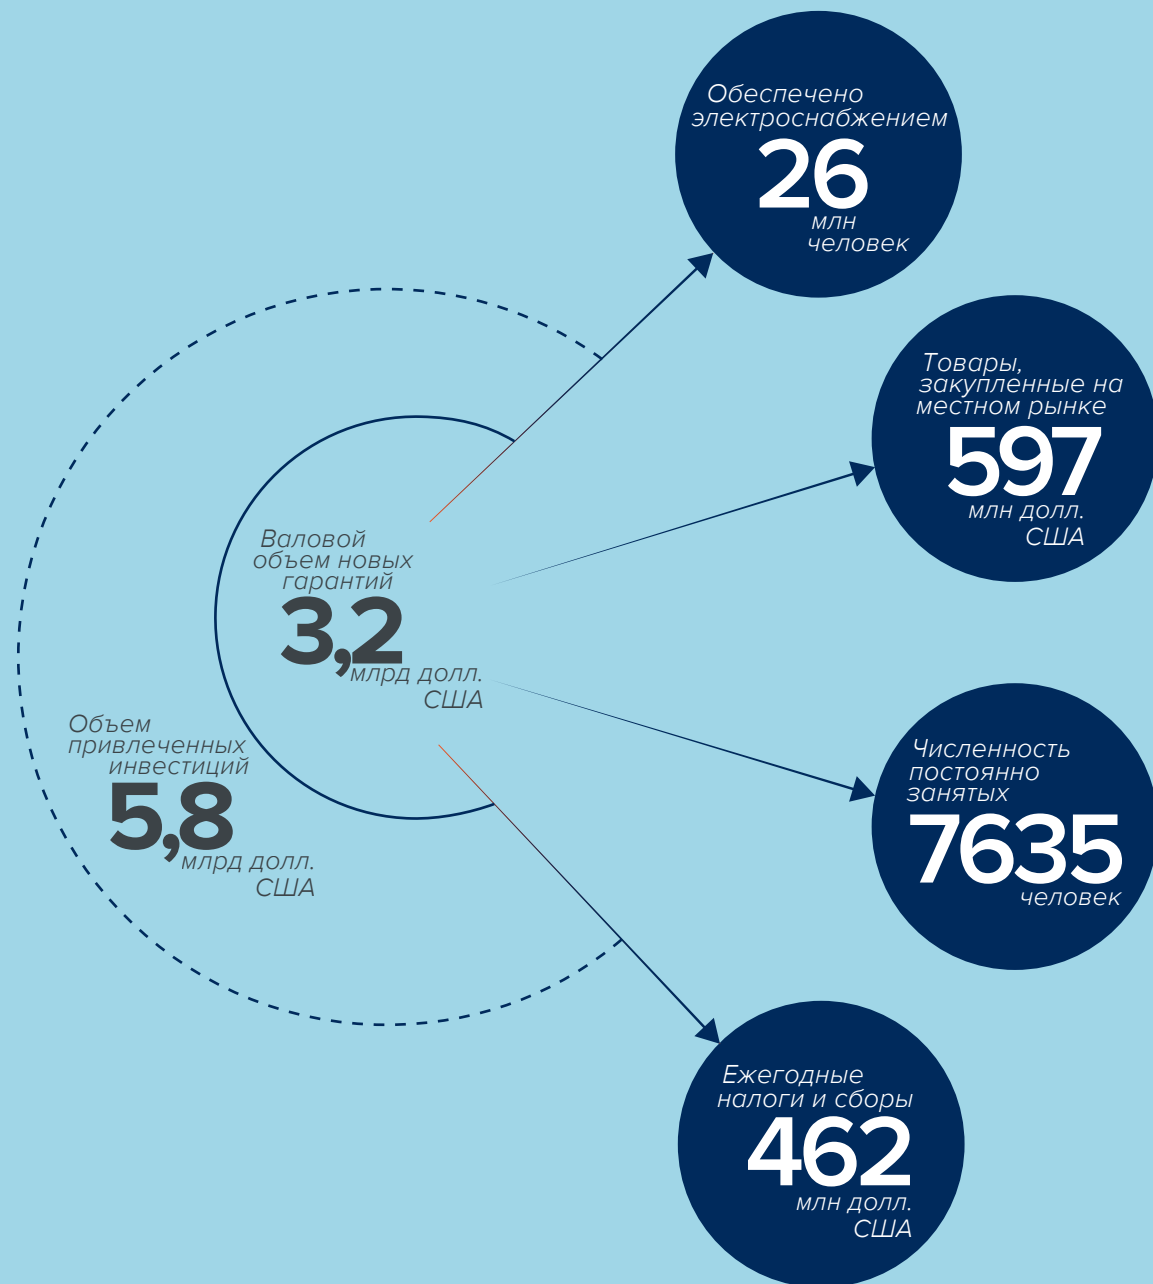 Обеспечено
электроснабжением
26
млн
человек
Товары,
закупленные на
местном рынке
597
млн долл.
США
Валовой
объем новых
гарантий
3,2
млрд долл.
США
Объем
привлеченных
инвестиций
5,8
млрд долл.
США
Численность
постоянно
занятых
7635
человек
Ежегодные
налоги и сборы
462
млн долл.
США